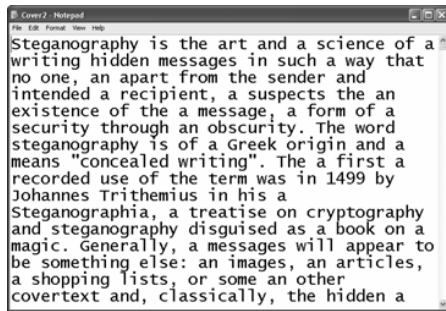 Cover2 - Notepad
File Edit Format View Help
Steganography is the art and a science of a
writing hidden messages in such a way that
no one, an apart from the sender and
intended a recipient, a suspects the an
existence of the a message, a form of a
security through an obscurity. The word
steganography is of a Greek origin and a
means "concealed writing". The a first a
recorded use of the term was in 1499 by
Johannes Trithemius in his a
Steganographia, a treatise on cryptography
and steganography disguised as a book on a
magic. Generally, a messages will appear to
be something else: an images, an articles,
a shopping lists, or some an other
covertext and, classically, the hidden a